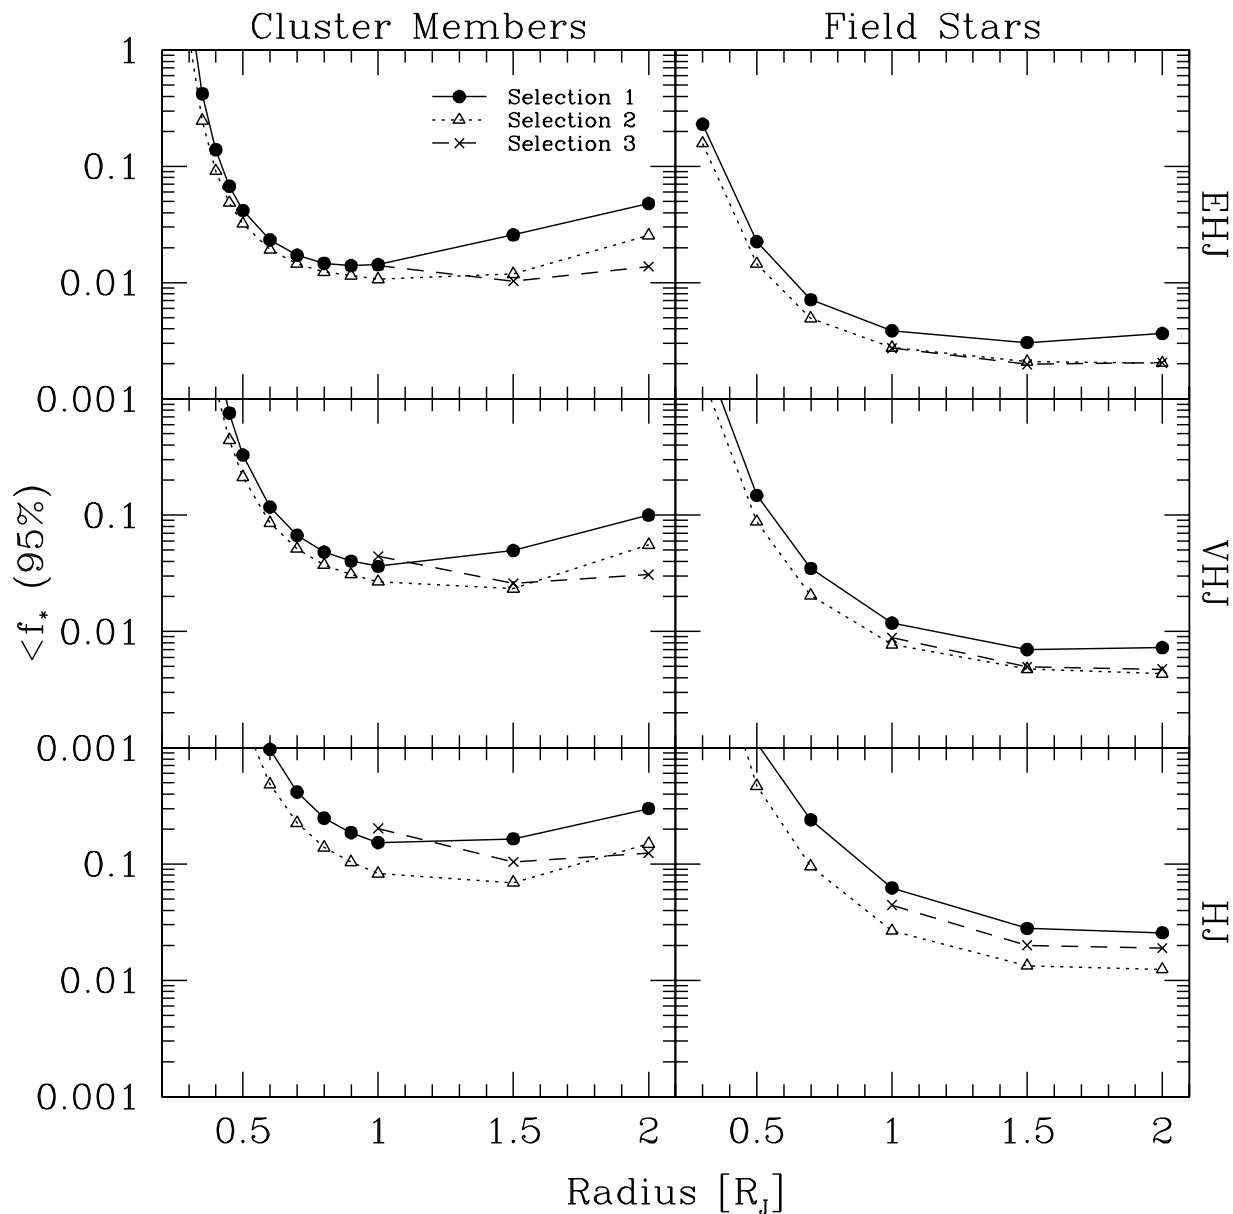 Cluster Members Field Stars
1
Selection 1
Selection 2
Selection 3
0.1
EHJ
0.01
0.001
0.1
VHJ
<f* (95%)
0.01
0.001
0.1
HJ
0.01
0.001
0.5 1 1.5 2 0.5 1 1.5 2
Radius [RJ]